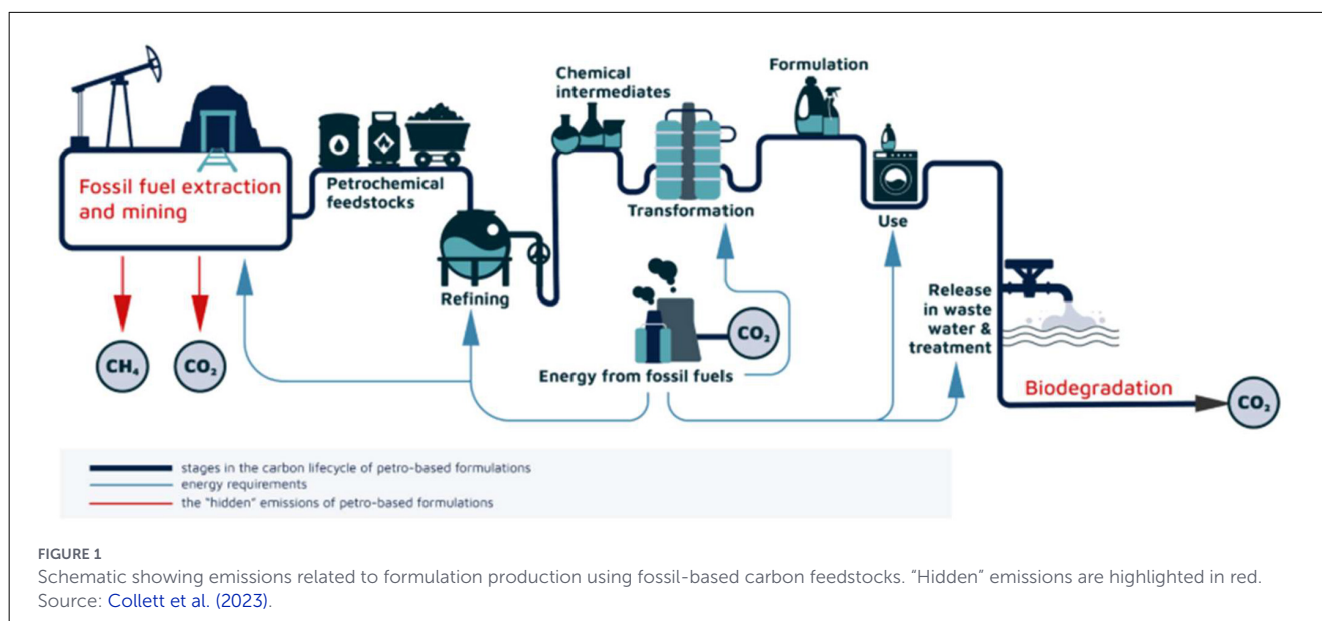 Fossil fuel extraction
and mining
CH₄
CO₂
Petrochemical
feedstocks
Refining
Chemical
intermediates
Transformation
Formulation
Use
Energy from fossil fuels
CO₂
Release
in waste
water &
treatment
Biodegradation
CO₂
stages in the carbon lifecycle of petro-based formulations
energy requirements
the "hidden" emissions of petro-based formulations
FIGURE 1
Schematic showing emissions related to formulation production using fossil-based carbon feedstocks. “Hidden” emissions are highlighted in red.
Source: Collett et al. (2023).